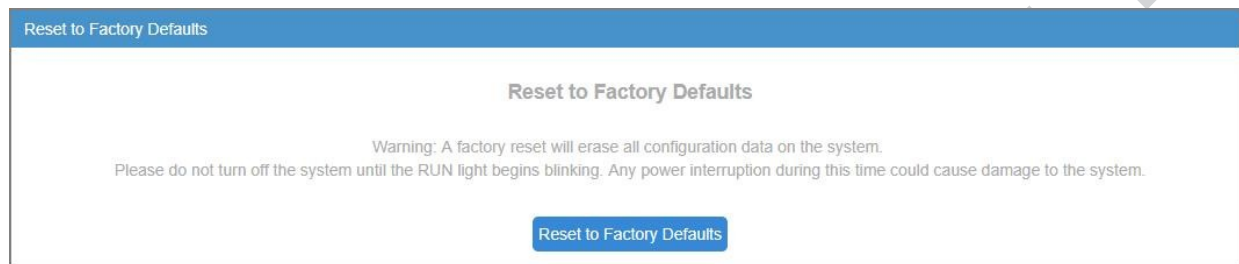 Reset to Factory Defaults
Reset to Factory Defaults
Warning: A factory reset will erase all configuration data on the system.
Please do not turn off the system until the RUN light begins blinking. Any power interruption during this time could cause damage to the system.
Reset to Factory Defaults